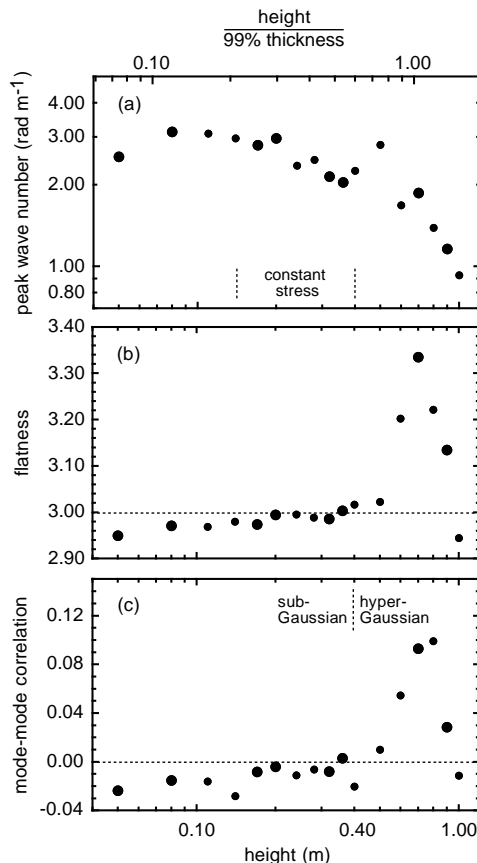 height
99% thickness
0.10 1.00
4.00
3.00
2.00
1.00
0.80
peak wave number (rad m⁻¹)
(a)
constant
stress
3.40
3.30
3.20
3.10
3.00
2.90
flatness
(b)
0.12
0.08
0.04
0.00
-0.04
mode-mode correlation
(c)
sub- hyper-
Gaussian Gaussian
0.10 0.40 1.00
height (m)